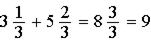 3 1/3 + 5 2/3 = 8 3/3 = 9